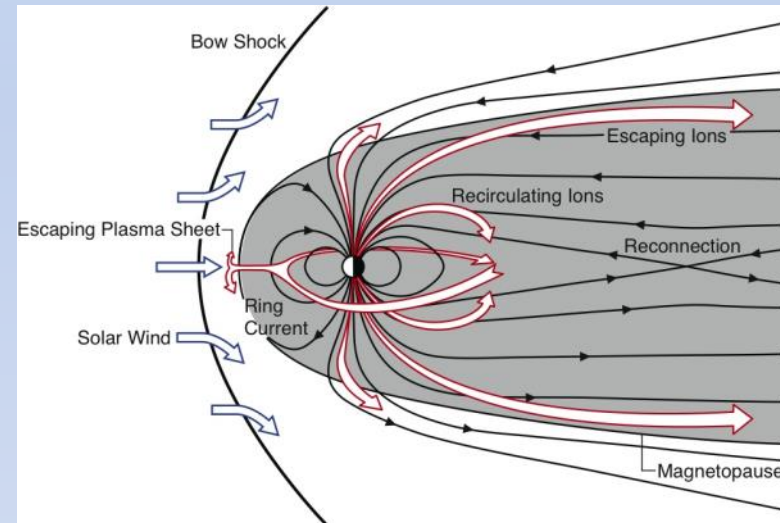 Bow Shock
Escaping Ions
Recirculating Ions
Escaping Plasma Sheet
Reconnection
Ring
Current
Solar Wind
Magnetopause